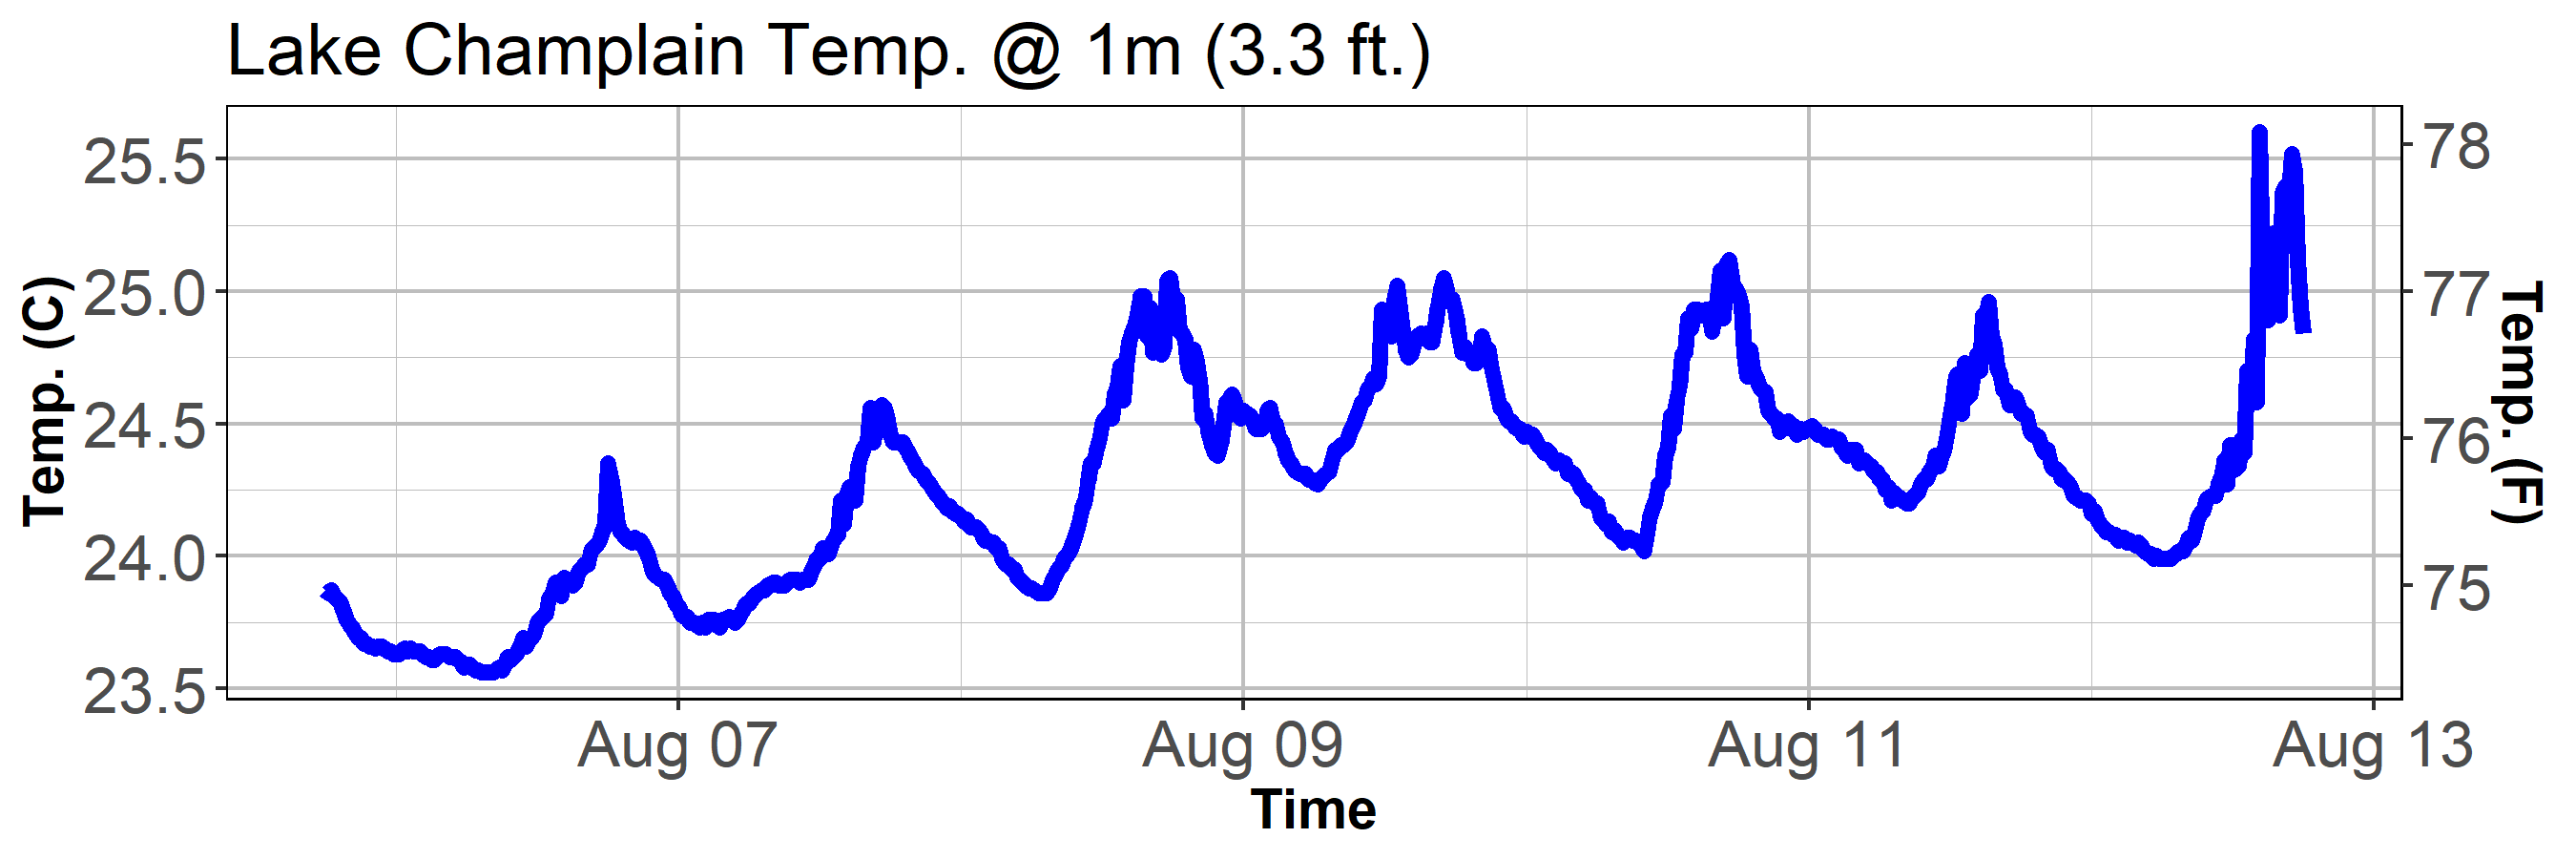 Lake Champlain Temp. @ 1m (3.3 ft.)
Temp. (C)
25.5
25.0
24.5
24.0
23.5
78
77
76
75
Temp. (F)
Aug 07
Aug 09
Aug 11
Aug 13
Time